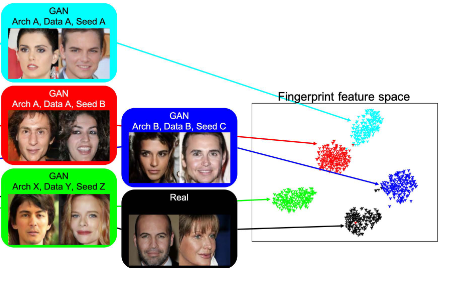 GAN
Arch A, Data A, Seed A
GAN
Arch A, Data A, Seed B
GAN
Arch B, Data B, Seed C
GAN
Arch X, Data Y, Seed Z
Real
Fingerprint feature space